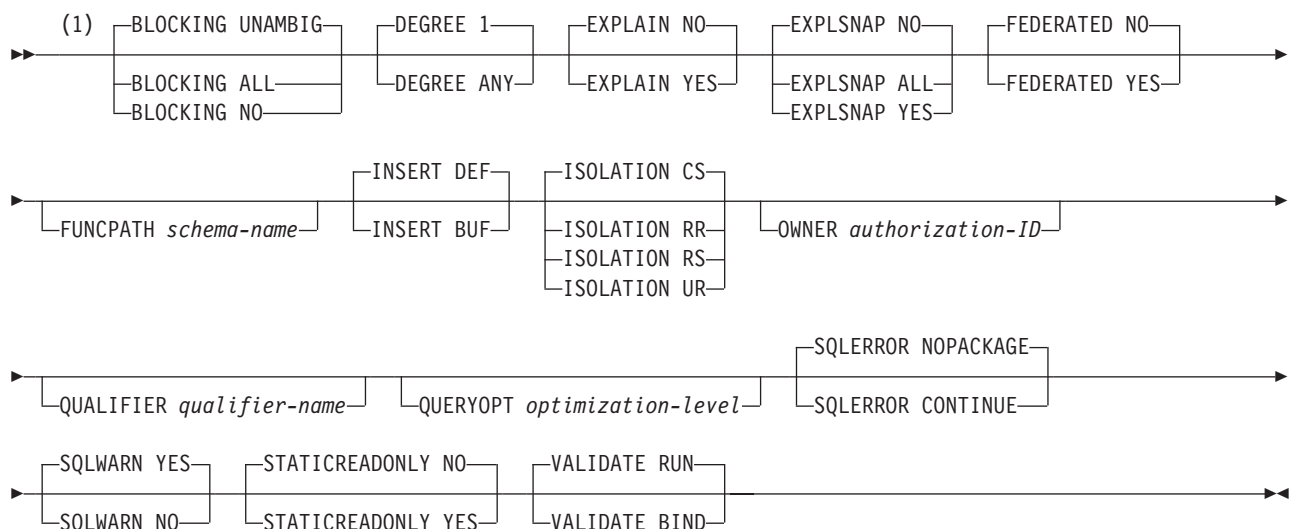 (1) BLOCKING UNAMBIG DEGREE 1 EXPLAIN NO EXPLSNAP NO FEDERATED NO
BLOCKING ALL DEGREE ANY EXPLAIN YES EXPLSNAP ALL FEDERATED YES
BLOCKING NO EXPLSNAP YES
INSERT DEF ISOLATION CS
FUNCPATH schema-name INSERT BUF ISOLATION RR OWNER authorization-ID
ISOLATION RS
ISOLATION UR
SQLERROR NOPACKAGE
QUALIFIER qualifier-name QUERYOPT optimization-level SQLERROR CONTINUE
SQLWARN YES STATICREADONLY NO VALIDATE RUN
SQLWARN NO STATICREADONLY YES VALIDATE BIND